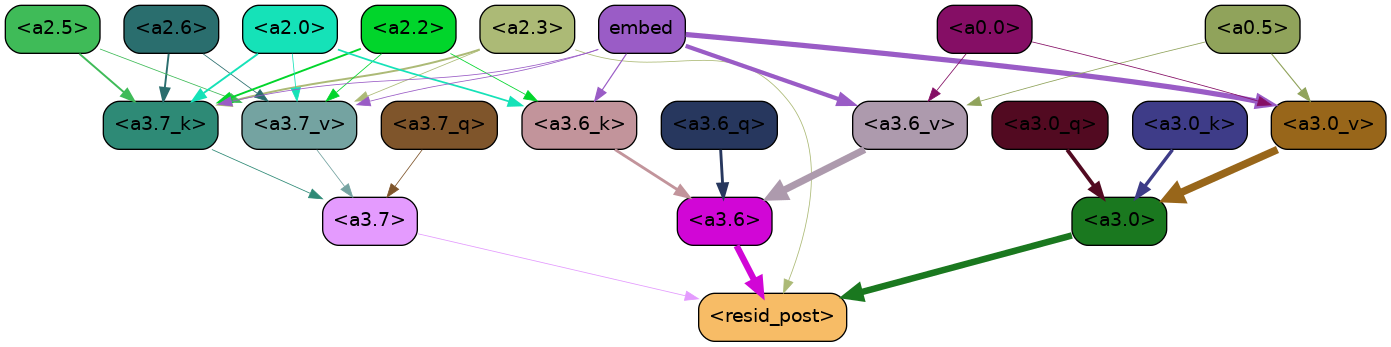 <a2.5> <a2.6> <a2.0> <a2.2> <a2.3> embed <a0.0> <a0.5>
<a3.7_k> <a3.7_v> <a3.7_q> <a3.6_k> <a3.6_q> <a3.6_v> <a3.0_q> <a3.0_k> <a3.0_v>
<a3.7> <a3.6> <a3.0>
<resid_post>